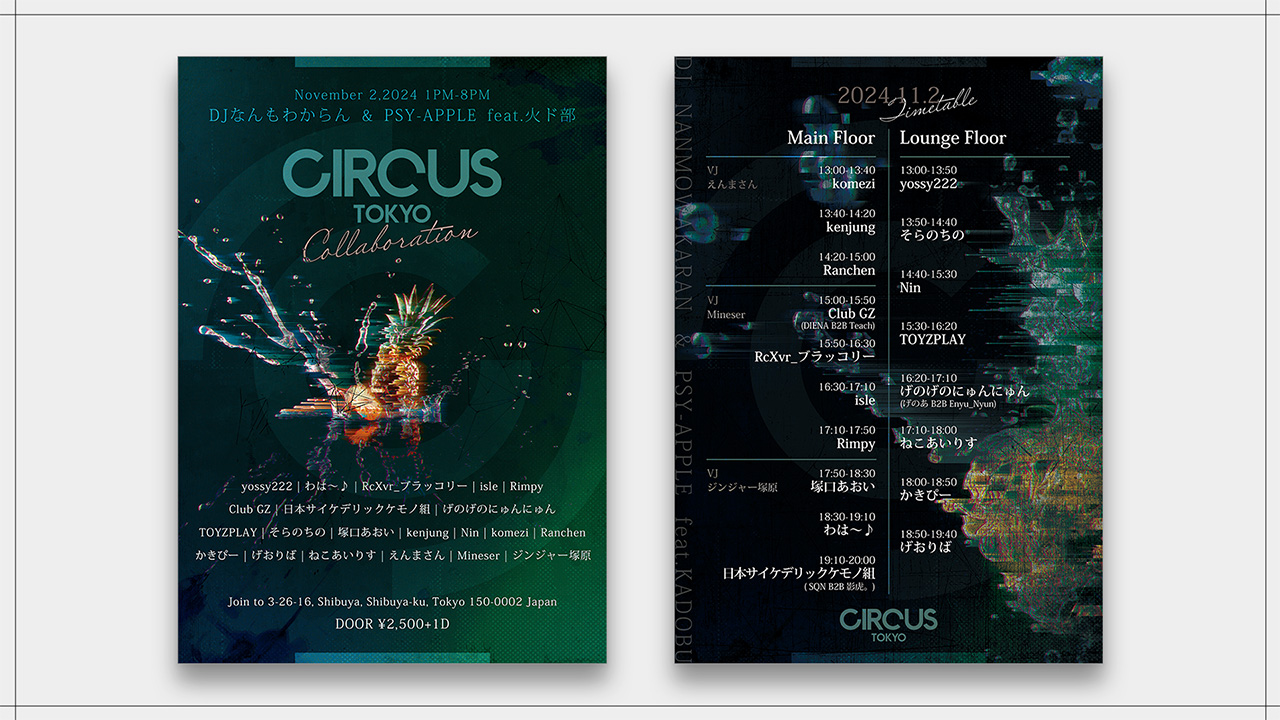 November 2,2024 1PM-8PM
DJなんもわからん & PSY-APPLE feat.火ド部
CIRCUS
TOKYO
Collaboration
yossy222 | わは〜♪ | RcXvr_ブラッコリー | isle | Rimpy
Club GZ | 日本サイケデリックケモノ組 | げのげのにゅんにゅん
TOYZPLAY | そらのちの | 塚口あおい | kenjung | Nin | komezi | Ranchen
かきぴー | げおりば | ねこあいりす | えんまさん | Mineser | ジンジャー塚原
Join to 3-26-16, Shibuya, Shibuya-ku, Tokyo 150-0002 Japan
DOOR ¥2,500+1D
DJ NANMOWAKARAN & PSY-APPLE feat.KADOBU
2024.11.2
Timetable
Main Floor
VJ
えんまさん
13:00-13:40
komezi
13:40-14:20
kenjung
14:20-15:00
Ranchen
VJ
Mineser
15:00-15:50
Club GZ
(DIENA B2B Teach)
15:50-16:30
RcXvr_ブラッコリー
16:30-17:10
isle
17:10-17:50
Rimpy
VJ
ジンジャー塚原
17:50-18:30
塚口あおい
18:30-19:10
わは〜♪
19:10-20:00
日本サイケデリックケモノ組
( SQN B2B 影虎。)
Lounge Floor
13:00-13:50
yossy222
13:50-14:40
そらのちの
14:40-15:30
Nin
15:30-16:20
TOYZPLAY
16:20-17:10
げのげのにゅんにゅん
(げのあ B2B Enyu_Nyun)
17:10-18:00
ねこあいりす
18:00-18:50
かきぴー
18:50-19:40
げおりば
CIRCUS
TOKYO